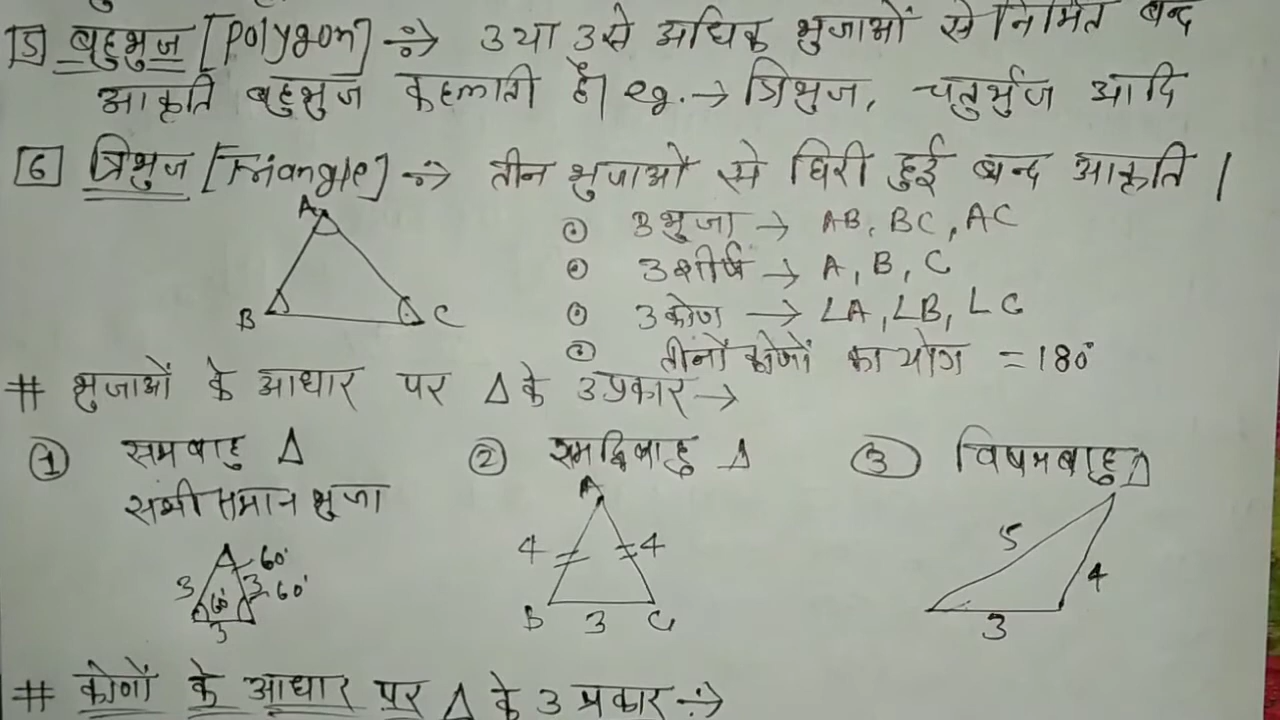 [5] बहुभुज [Polygon] ÷→ 3 या 3 से अधिक भुजाओं से निर्मित बन्द
आकृति बहुभुज कहलाती है। eg. → त्रिभुज, चतुर्भुज आदि
[6] त्रिभुज [Triangle] ÷→ तीन भुजाओं से घिरी हुई बन्द आकृति।
A
B
C
① 3 भुजा → AB, BC, AC
3 शीर्ष → A, B, C
3 कोण → ∠A, ∠B, ∠C
तीनों कोणों का योग = 180°
# भुजाओं के आधार पर Δ के 3 प्रकार →
① समबाहु Δ
सभी समान भुजा
60°
3
3
60°
60°
3
② समद्विबाहु Δ
A
4
4
B
3
C
③ विषमबाहु Δ
5
4
3
# कोणों के आधार पर Δ के 3 प्रकार ÷→